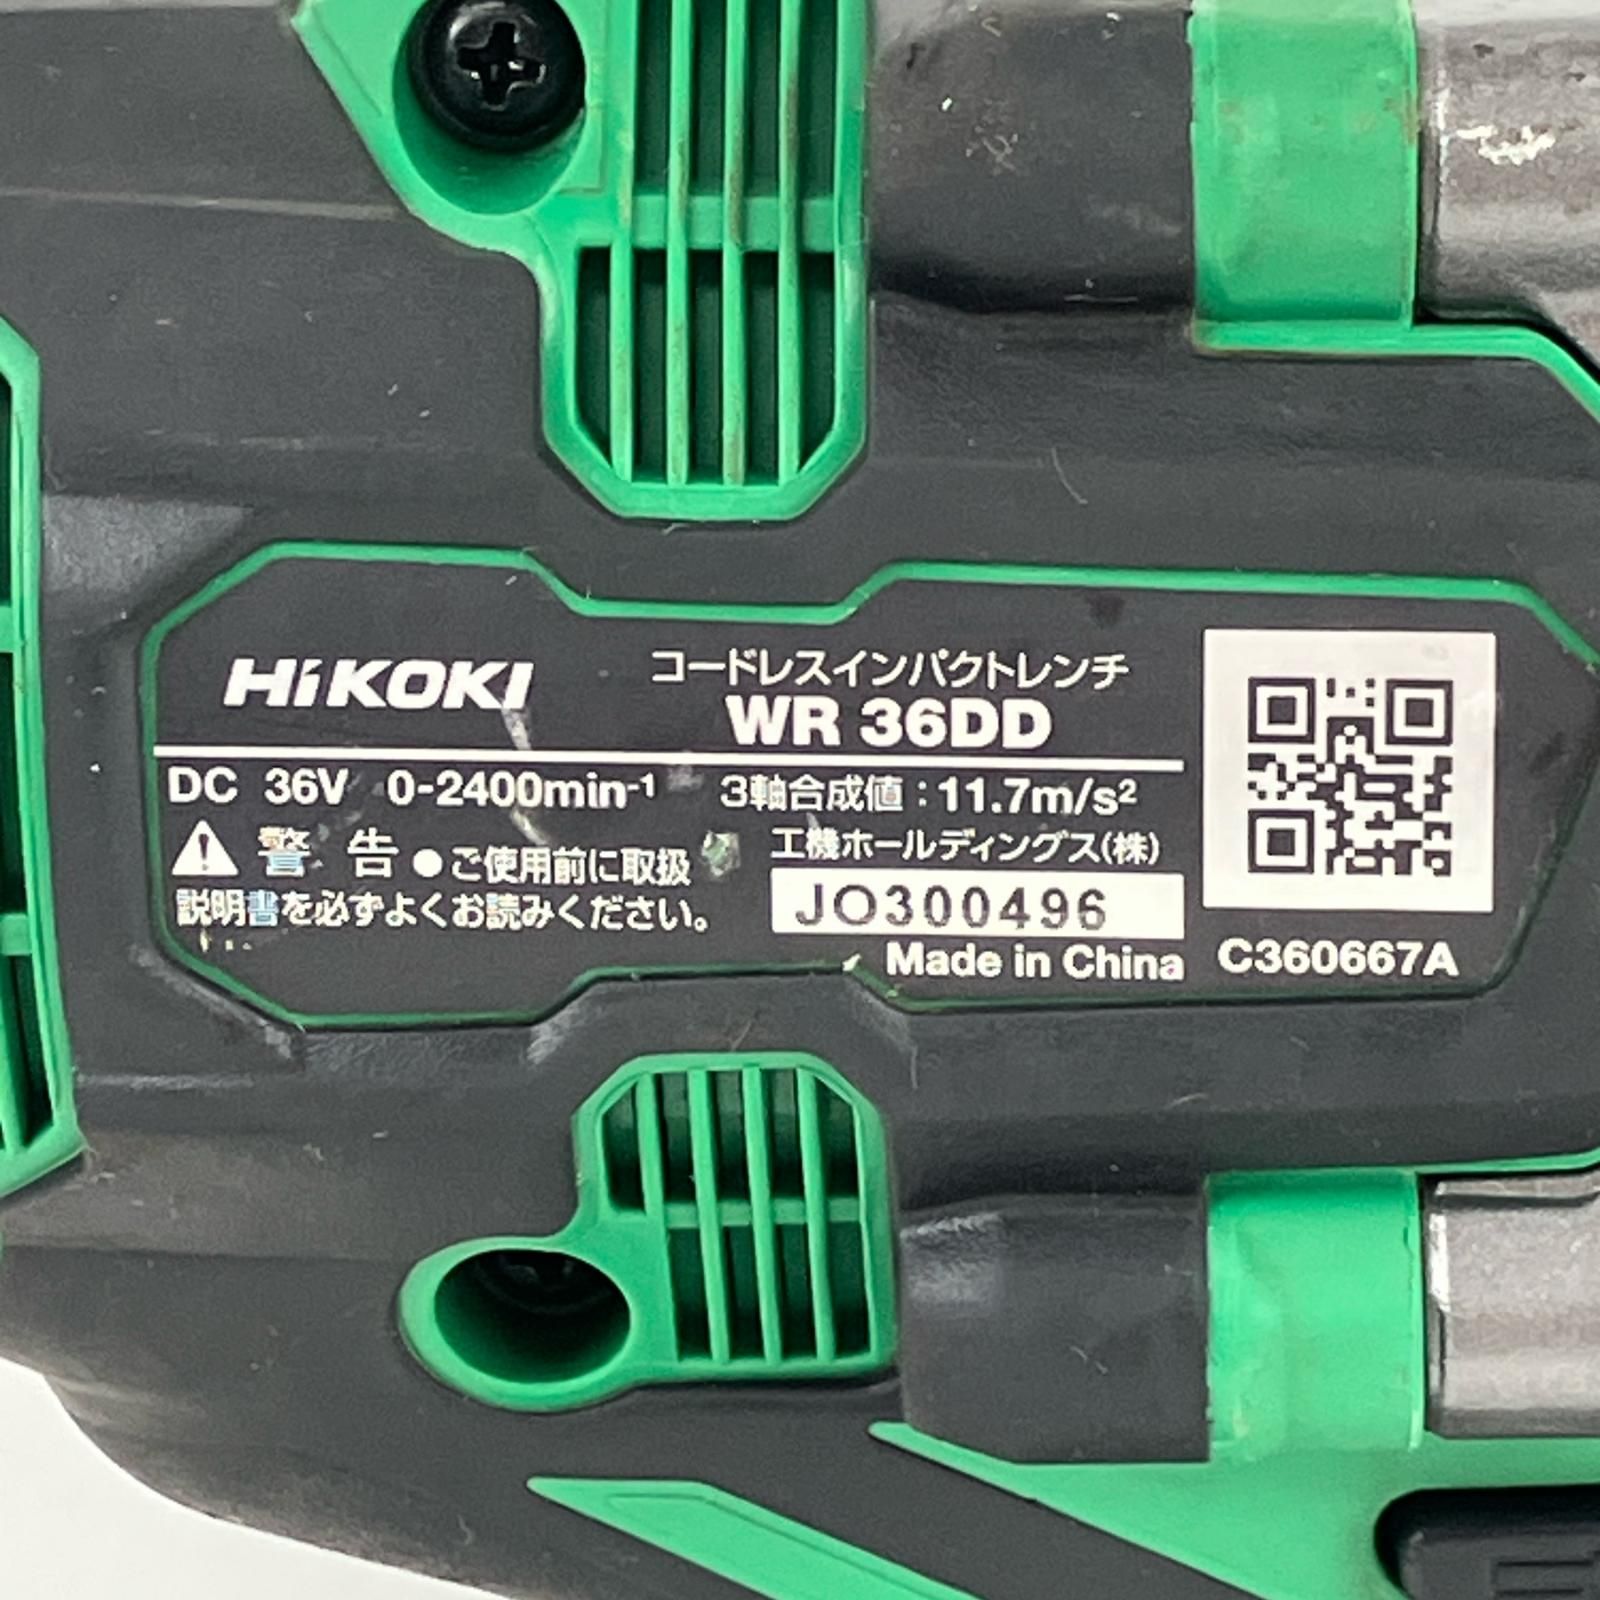 HiKOKI
コードレスインパクトレンチ
WR 36DD
DC 36V 0-2400min⁻¹ 3軸合成値:11.7m/s²
警 告 ●ご使用前に取扱
説明書を必ずよくお読みください。
工機ホールディングス(株)
JO300496
Made in China
C360667A